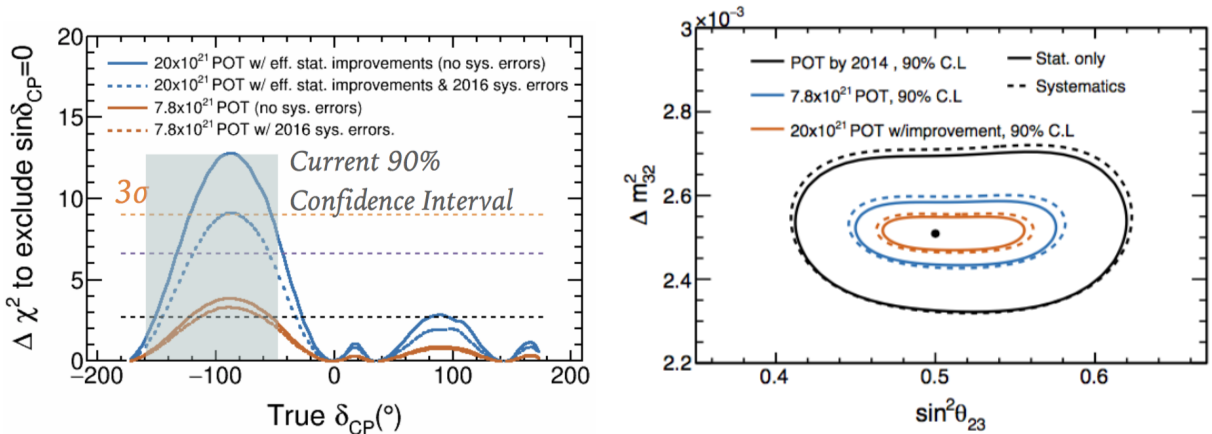 20x10²¹ POT w/ eff. stat. improvements (no sys. errors)
20x10²¹ POT w/ eff. stat. improvements & 2016 sys. errors
7.8x10²¹ POT (no sys. errors)
7.8x10²¹ POT w/ 2016 sys. errors.
Current 90%
Confidence Interval
3σ
Δ χ² to exclude sinδCP=0
20
15
10
5
0
−200
−100
0
100
200
True δCP(°)
×10⁻³
POT by 2014 , 90% C.L
7.8x10²¹ POT, 90% C.L
20x10²¹ POT w/improvement, 90% C.L
Stat. only
Systematics
Δ m²₃₂
3
2.8
2.6
2.4
2.2
0.4
0.5
0.6
sin²θ₂₃